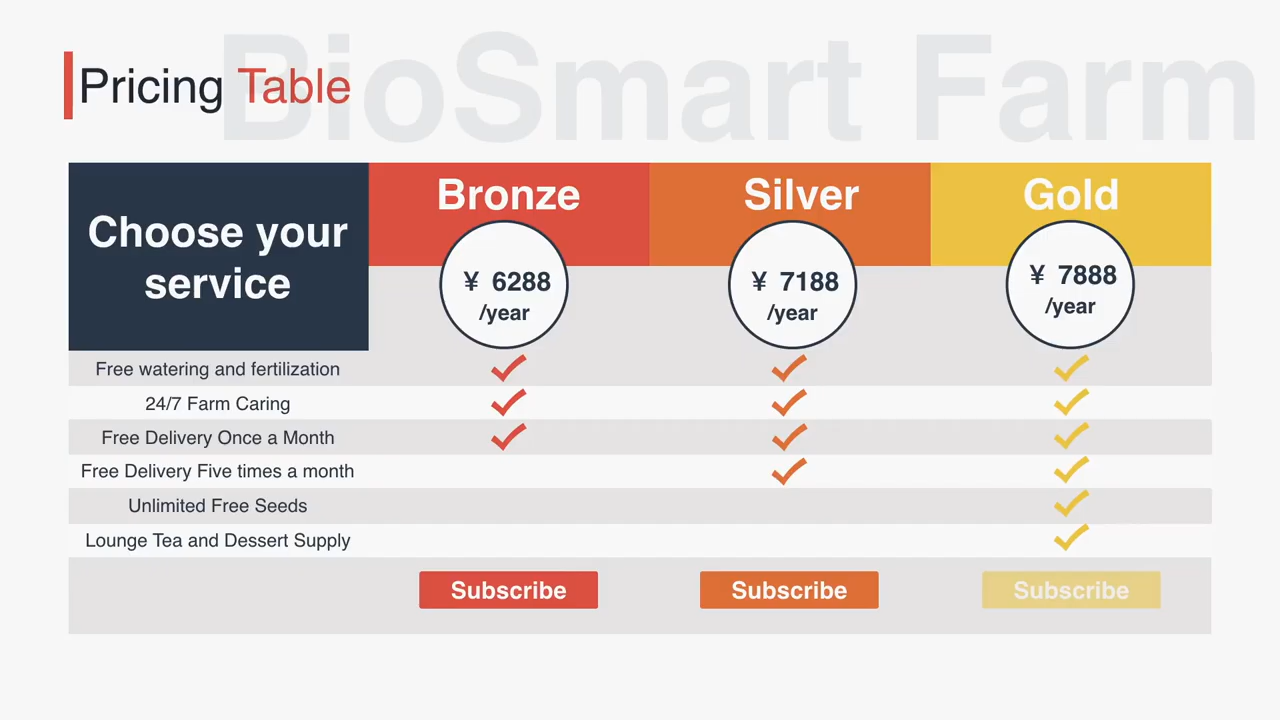 BioSmart Farm
Pricing Table
Choose your
service
Bronze
Silver
Gold
¥ 6288
/year
¥ 7188
/year
¥ 7888
/year
Free watering and fertilization
24/7 Farm Caring
Free Delivery Once a Month
Free Delivery Five times a month
Unlimited Free Seeds
Lounge Tea and Dessert Supply
Subscribe
Subscribe
Subscribe